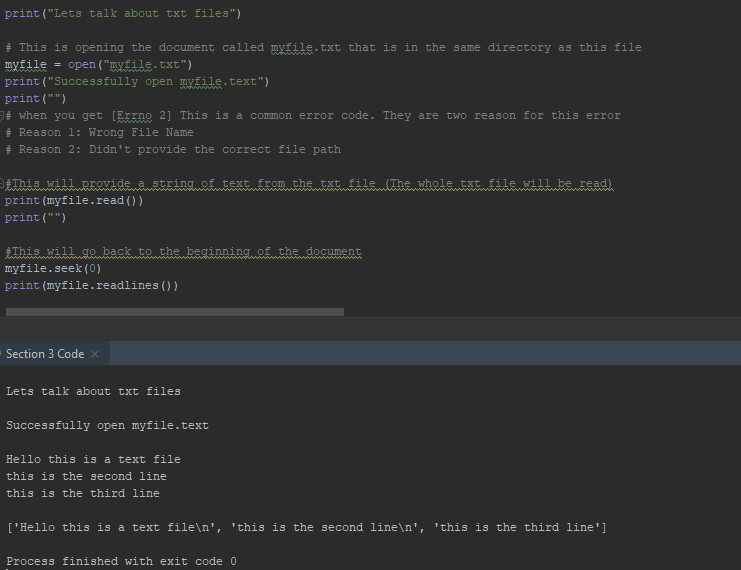 print("Lets talk about txt files")
# This is opening the document called myfile.txt that is in the same directory as this file
myfile = open("myfile.txt")
print("Successfully open myfile.text")
print("")
# when you get [Errno 2] This is a common error code. They are two reason for this error
# Reason 1: Wrong File Name
# Reason 2: Didn't provide the correct file path
#This will provide a string of text from the txt file (The whole txt file will be read)
print(myfile.read())
print("")
#This will go back to the beginning of the document
myfile.seek(0)
print(myfile.readlines())
Section 3 Code
Lets talk about txt files
Successfully open myfile.text
Hello this is a text file
this is the second line
this is the third line
['Hello this is a text file\n', 'this is the second line\n', 'this is the third line']
Process finished with exit code 0